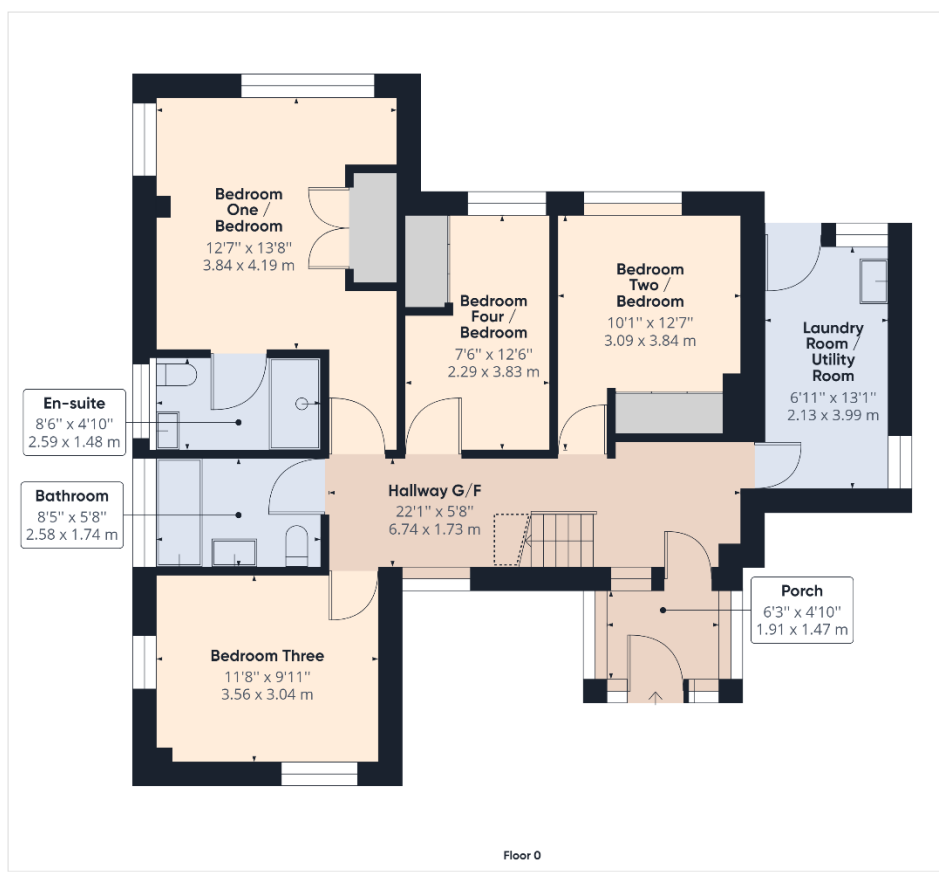 Bedroom
One /
Bedroom
12'7" x 13'8"
3.84 x 4.19 m
Bedroom
Four /
Bedroom
7'6" x 12'6"
2.29 x 3.83 m
Bedroom
Two /
Bedroom
10'1" x 12'7"
3.09 x 3.84 m
Laundry
Room /
Utility
Room
6'11" x 13'1"
2.13 x 3.99 m
En-suite
8'6" x 4'10"
2.59 x 1.48 m
Bathroom
8'5" x 5'8"
2.58 x 1.74 m
Hallway G/F
22'1" x 5'8"
6.74 x 1.73 m
Porch
6'3" x 4'10"
1.91 x 1.47 m
Bedroom Three
11'8" x 9'11"
3.56 x 3.04 m
Floor 0